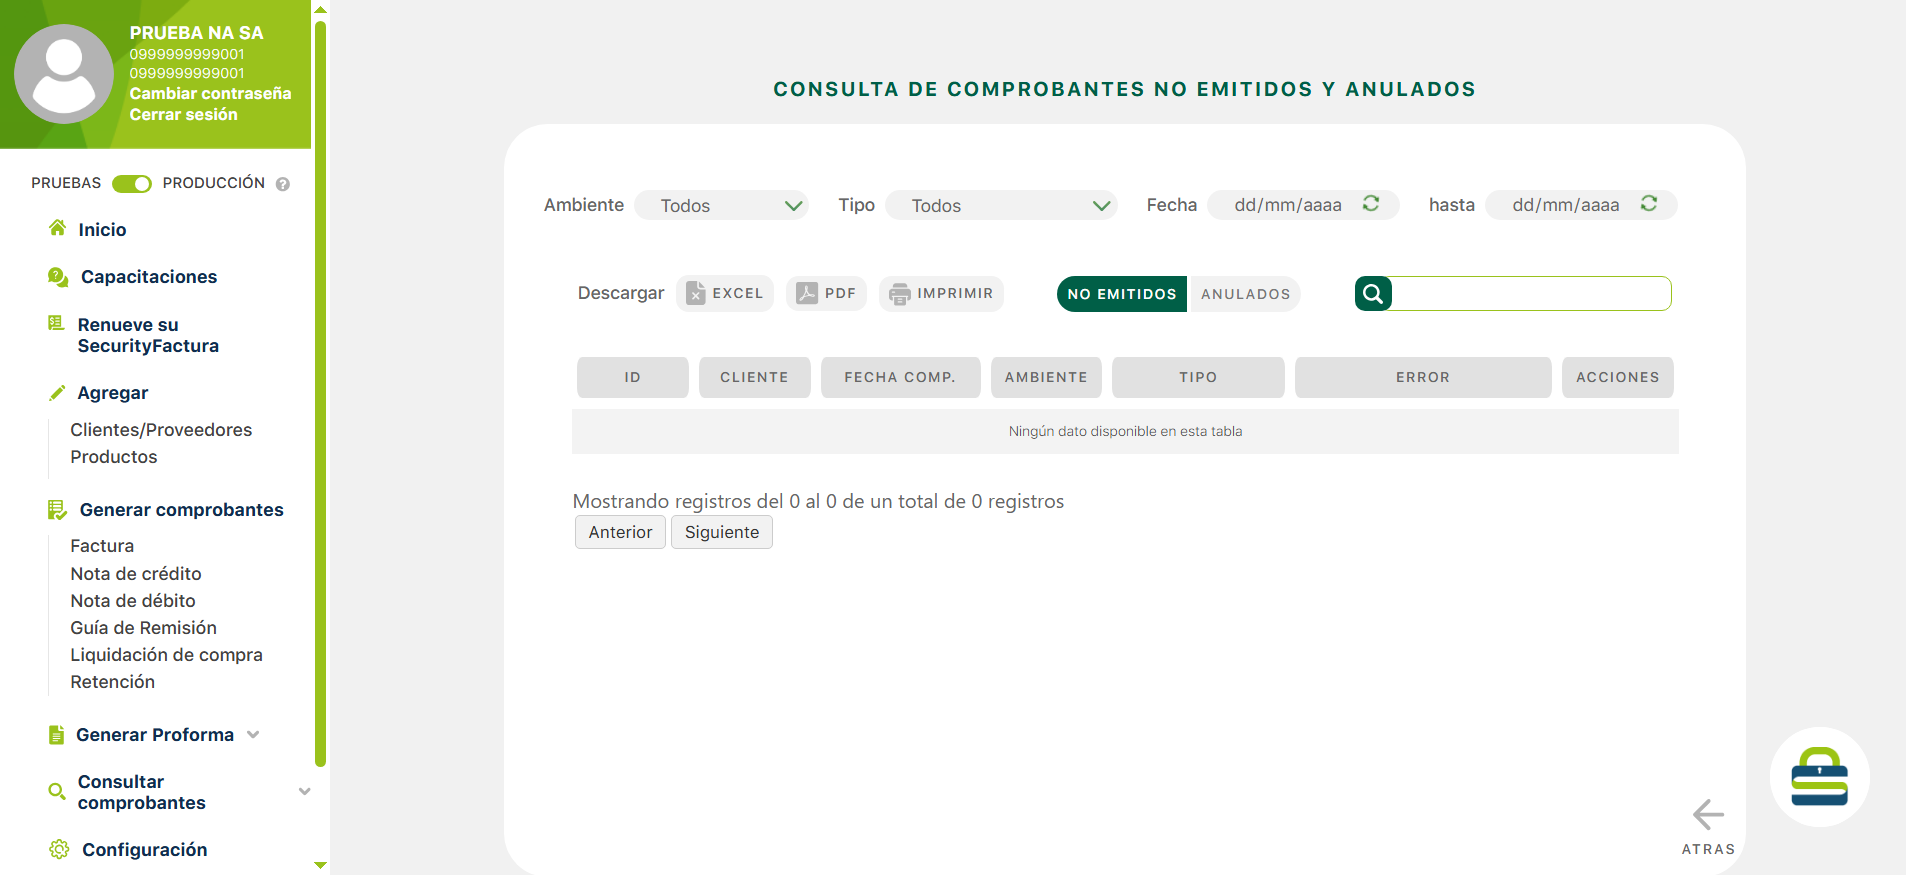 PRUEBA NA SA
0999999999001
0999999999001
Cambiar contraseña
Cerrar sesión
PRUEBAS PRODUCCIÓN ?
Inicio
Capacitaciones
Renueve su
SecurityFactura
Agregar
Clientes/Proveedores
Productos
Generar comprobantes
Factura
Nota de crédito
Nota de débito
Guía de Remisión
Liquidación de compra
Retención
Generar Proforma
Consultar
comprobantes
Configuración
CONSULTA DE COMPROBANTES NO EMITIDOS Y ANULADOS
Ambiente Todos Tipo Todos Fecha dd/mm/aaaa hasta dd/mm/aaaa
Descargar EXCEL PDF IMPRIMIR NO EMITIDOS ANULADOS
ID CLIENTE FECHA COMP. AMBIENTE TIPO ERROR ACCIONES
Ningún dato disponible en esta tabla
Mostrando registros del 0 al 0 de un total de 0 registros
Anterior Siguiente
ATRAS